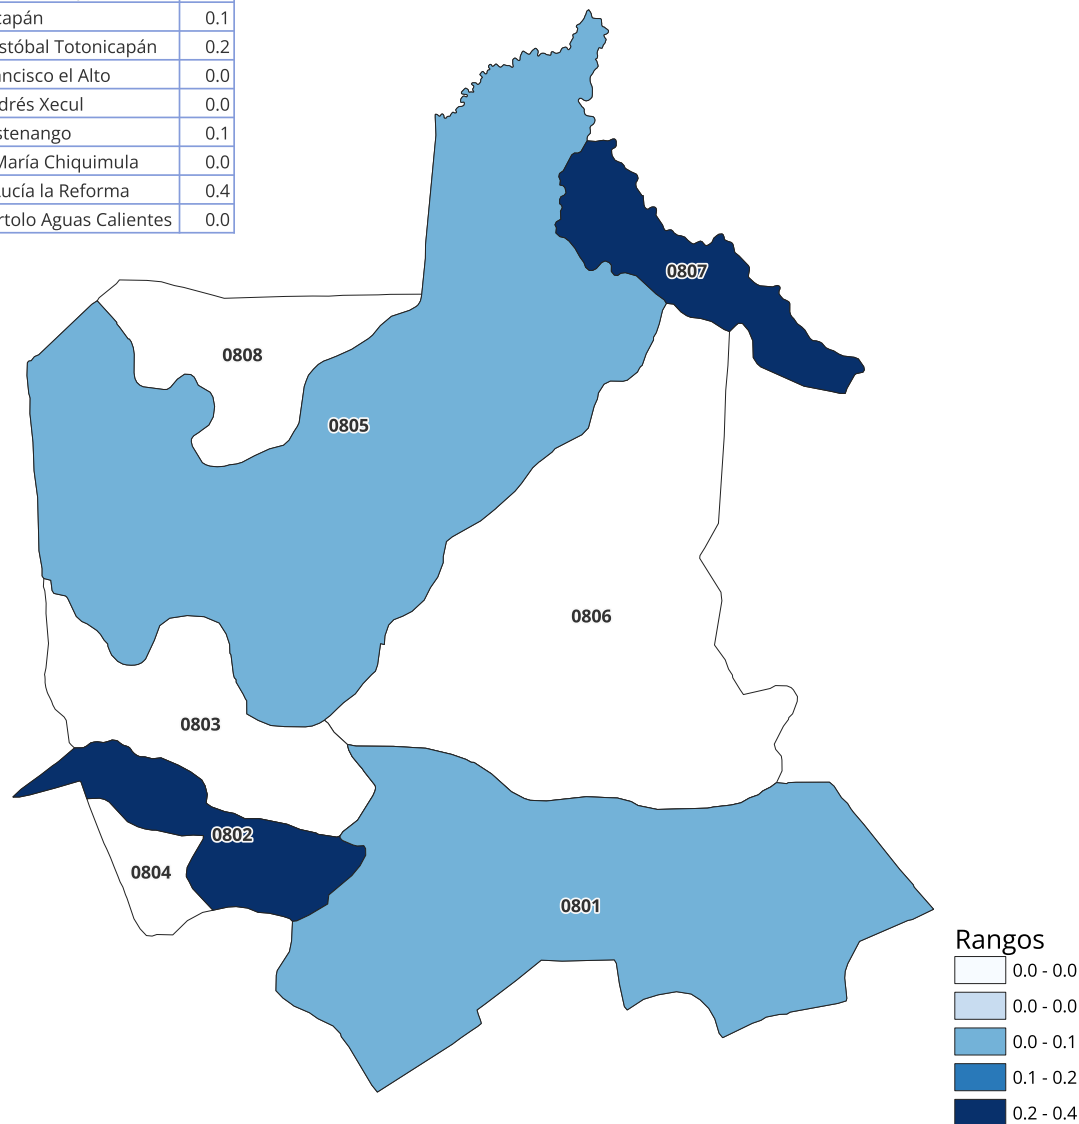 capán 0.1
stóbal Totonicapán 0.2
ncisco el Alto 0.0
drés Xecul 0.0
stenango 0.1
María Chiquimula 0.0
Lucía la Reforma 0.4
rtolo Aguas Calientes 0.0
0807
0808
0805
0806
0803
0802
0804
0801
Rangos
0.0 - 0.0
0.0 - 0.0
0.0 - 0.1
0.1 - 0.2
0.2 - 0.4